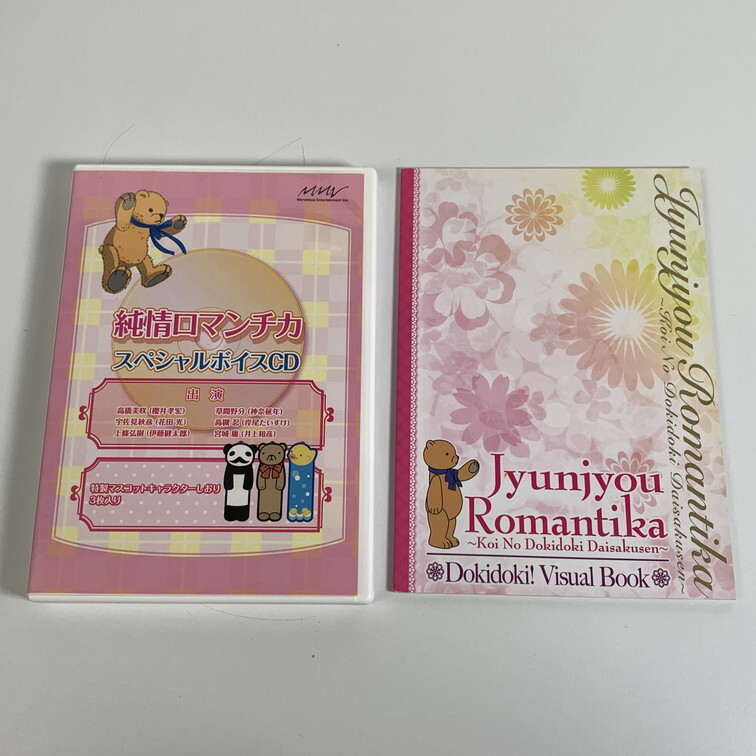 Marvelous Entertainment Inc.
純情ロマンチカ
スペシャルボイスCD
出演
高橋美咲(櫻井孝宏)
宇佐見秋彦(花田 光)
上條弘樹(伊藤健太郎)
草間野分(神奈延年)
高槻 忍(岸尾だいすけ)
宮城 庸(井上和彦)
特製マスコットキャラクターしおり
3枚入り
Jyunjyou Romantika
~Koi No Dokidoki Daisakusen~
Jyunjyou
Romantika
~Koi No Dokidoki Daisakusen~
Dokidoki! Visual Book